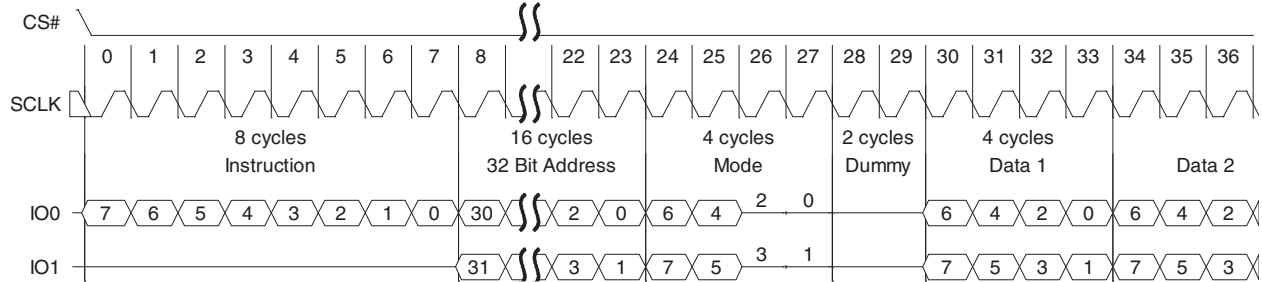 CS#
0 1 2 3 4 5 6 7 8 22 23 24 25 26 27 28 29 30 31 32 33 34 35 36
SCLK
8 cycles 16 cycles 4 cycles 2 cycles 4 cycles
Instruction 32 Bit Address Mode Dummy Data 1 Data 2
IO0 7 6 5 4 3 2 1 0 30 2 0 6 4 2 0 6 4 2 0 6 4 2
IO1 31 3 1 7 5 3 1 7 5 3 1 7 5 3